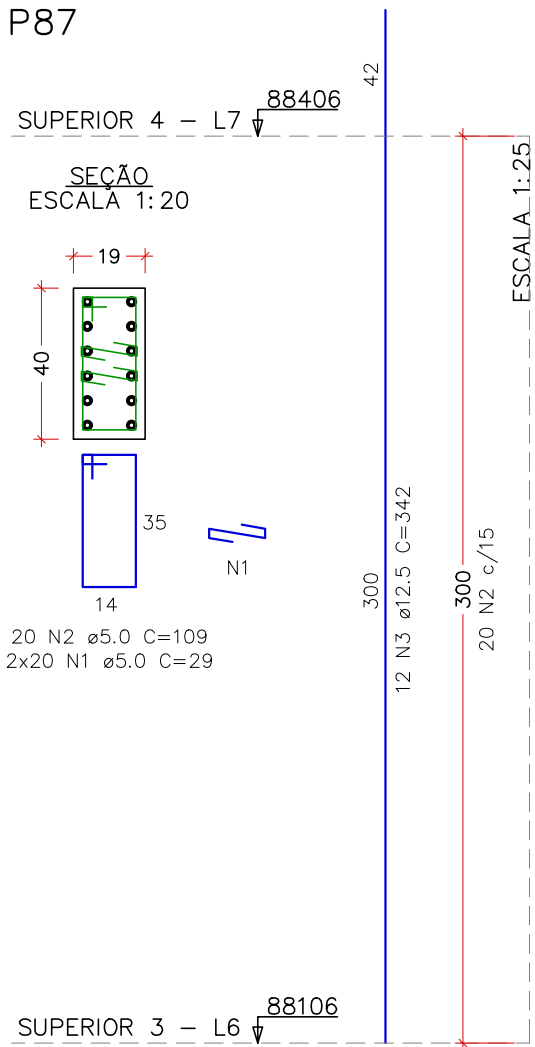 P87
42
88406
SUPERIOR 4 - L7
SEÇÃO
ESCALA 1:20
ESCALA 1:25
19
40
35
14
N1
20 N2 ø5.0 C=109
2x20 N1 ø5.0 C=29
300
12 N3 ø12.5 C=342
300
20 N2 c/15
88106
SUPERIOR 3 - L6